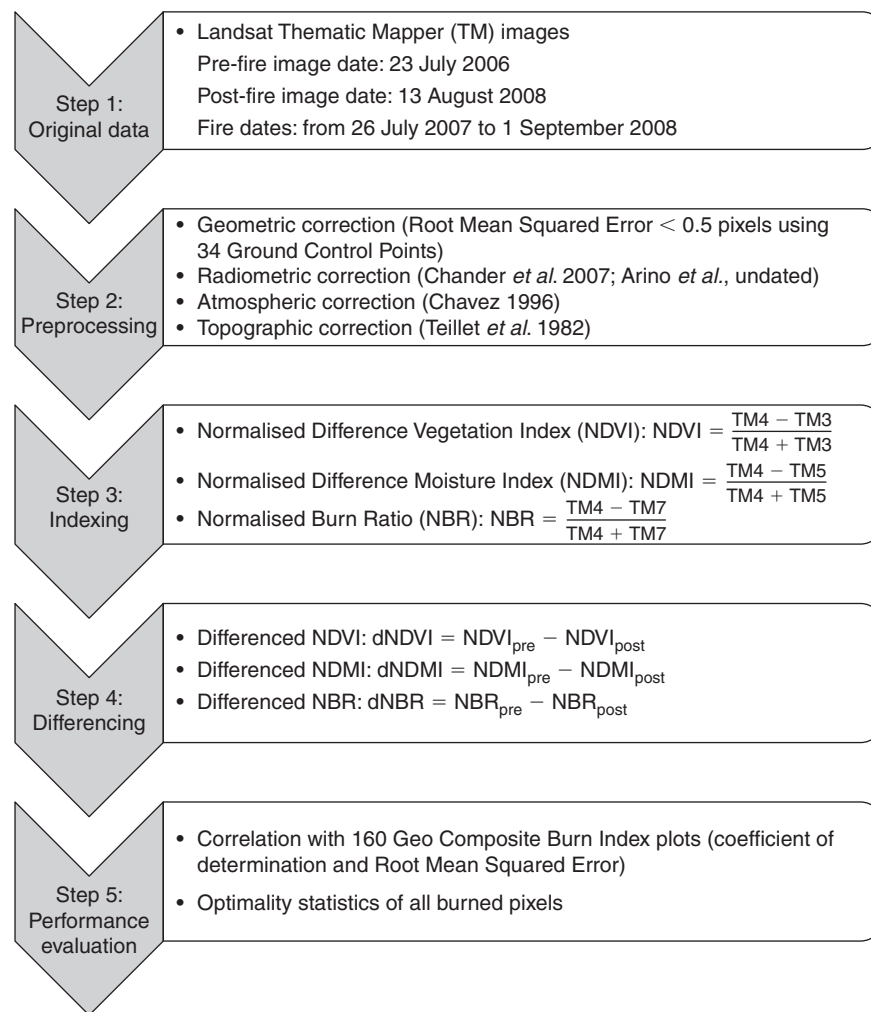 Step 1:
Original data
• Landsat Thematic Mapper (TM) images
Pre-fire image date: 23 July 2006
Post-fire image date: 13 August 2008
Fire dates: from 26 July 2007 to 1 September 2008
Step 2:
Preprocessing
• Geometric correction (Root Mean Squared Error < 0.5 pixels using
34 Ground Control Points)
• Radiometric correction (Chander et al. 2007; Arino et al., undated)
• Atmospheric correction (Chavez 1996)
• Topographic correction (Teillet et al. 1982)
Step 3:
Indexing
• Normalised Difference Vegetation Index (NDVI): NDVI = (TM4 − TM3)/(TM4 + TM3)
• Normalised Difference Moisture Index (NDMI): NDMI = (TM4 − TM5)/(TM4 + TM5)
• Normalised Burn Ratio (NBR): NBR = (TM4 − TM7)/(TM4 + TM7)
Step 4:
Differencing
• Differenced NDVI: dNDVI = NDVIpre − NDVIpost
• Differenced NDMI: dNDMI = NDMIpre − NDMIpost
• Differenced NBR: dNBR = NBRpre − NBRpost
Step 5:
Performance
evaluation
• Correlation with 160 Geo Composite Burn Index plots (coefficient of
determination and Root Mean Squared Error)
• Optimality statistics of all burned pixels